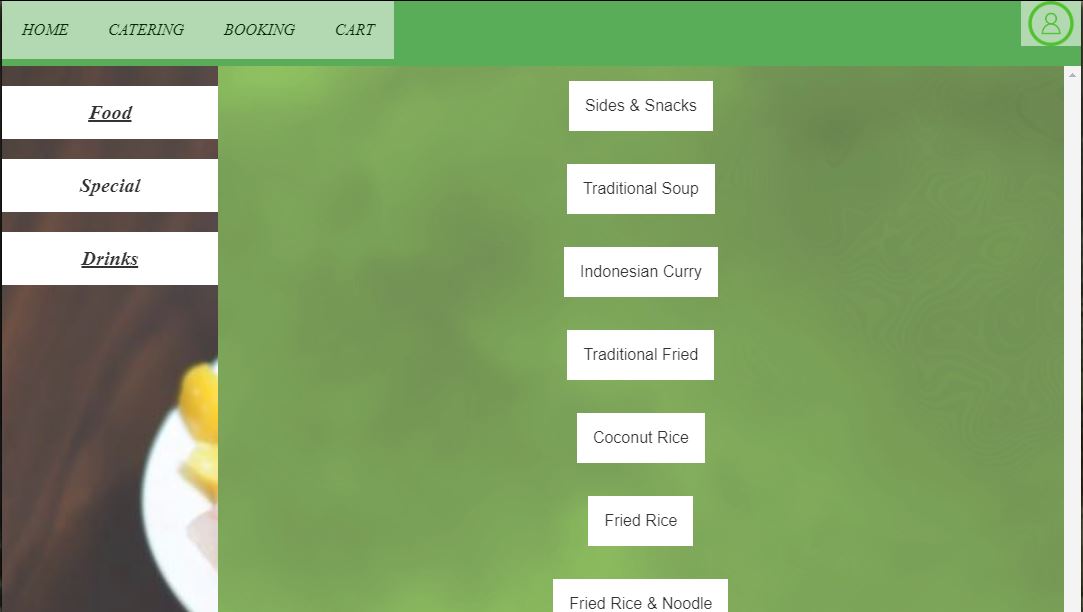 HOME CATERING BOOKING CART
Food
Special
Drinks
Sides & Snacks
Traditional Soup
Indonesian Curry
Traditional Fried
Coconut Rice
Fried Rice
Fried Rice & Noodle